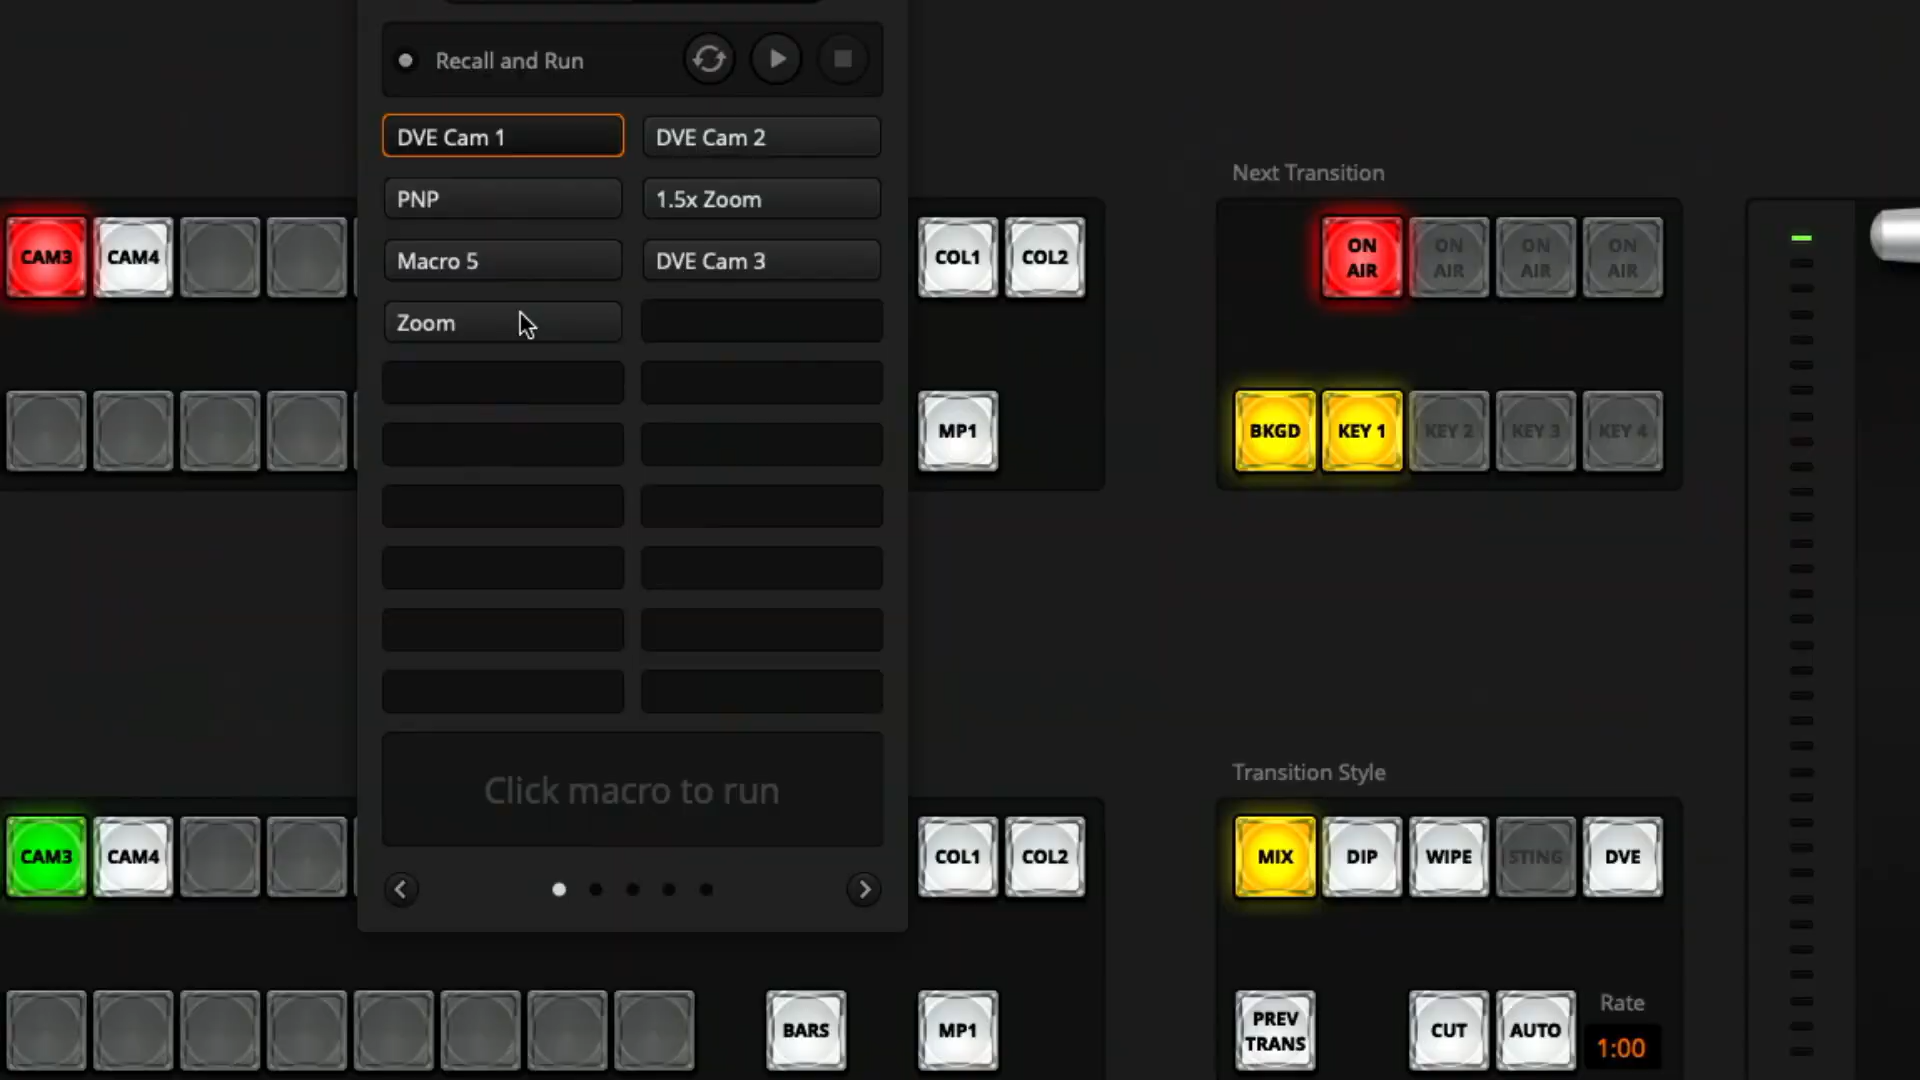 Recall and Run
DVE Cam 1
DVE Cam 2
PNP
1.5x Zoom
Macro 5
DVE Cam 3
Zoom
Click macro to run
CAM3
CAM4
COL1
COL2
MP1
Next Transition
ON
AIR
ON
AIR
ON
AIR
ON
AIR
BKGD
KEY 1
KEY 2
KEY 3
KEY 4
CAM3
CAM4
COL1
COL2
BARS
MP1
Transition Style
MIX
DIP
WIPE
STING
DVE
PREV
TRANS
CUT
AUTO
Rate
1:00